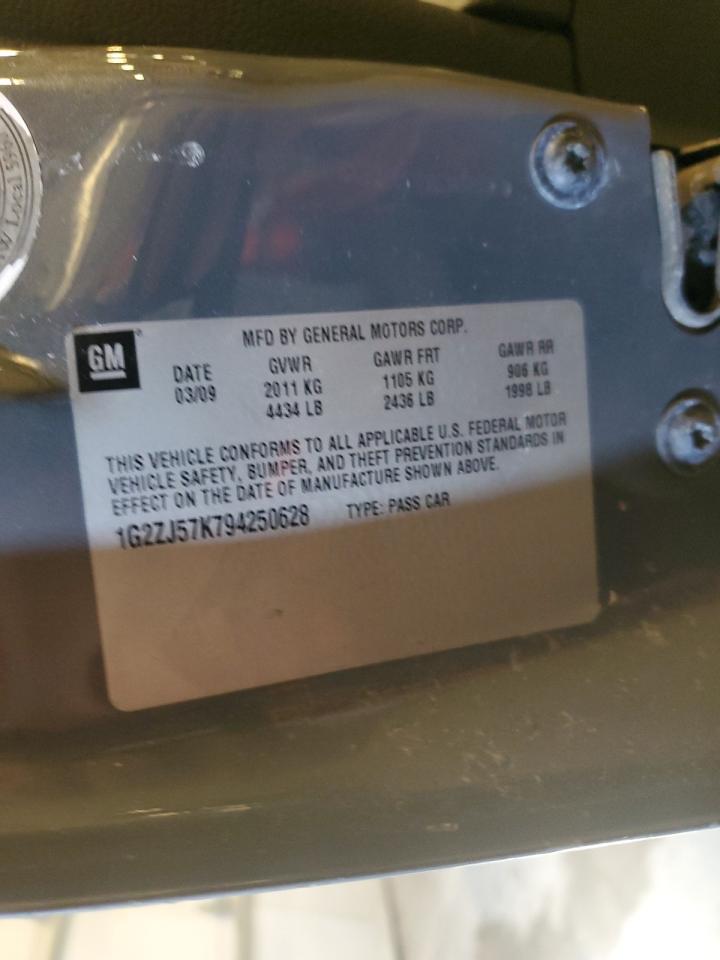 Local 5960
GM
MFD BY GENERAL MOTORS CORP.
DATE GVWR GAWR FRT GAWR RR
03/09 2011 KG 1105 KG 906 KG
4434 LB 2436 LB 1998 LB
THIS VEHICLE CONFORMS TO ALL APPLICABLE U.S. FEDERAL MOTOR
VEHICLE SAFETY, BUMPER, AND THEFT PREVENTION STANDARDS IN
EFFECT ON THE DATE OF MANUFACTURE SHOWN ABOVE.
1G2ZJ57K794250628 TYPE: PASS CAR